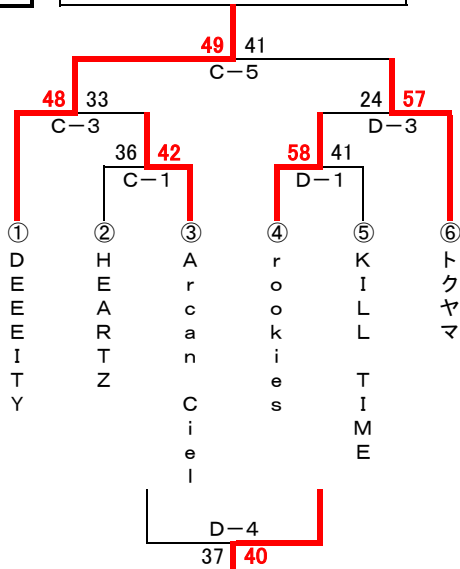 49 41
C-5
48 33
24 57
C-3
D-3
36 42
58 41
C-1
D-1
① ② ③ ④ ⑤ ⑥
DEEEITY
HEARTZ
Arcan Ciel
rookies
KILL TIME
トクヤマ
D-4
37 40